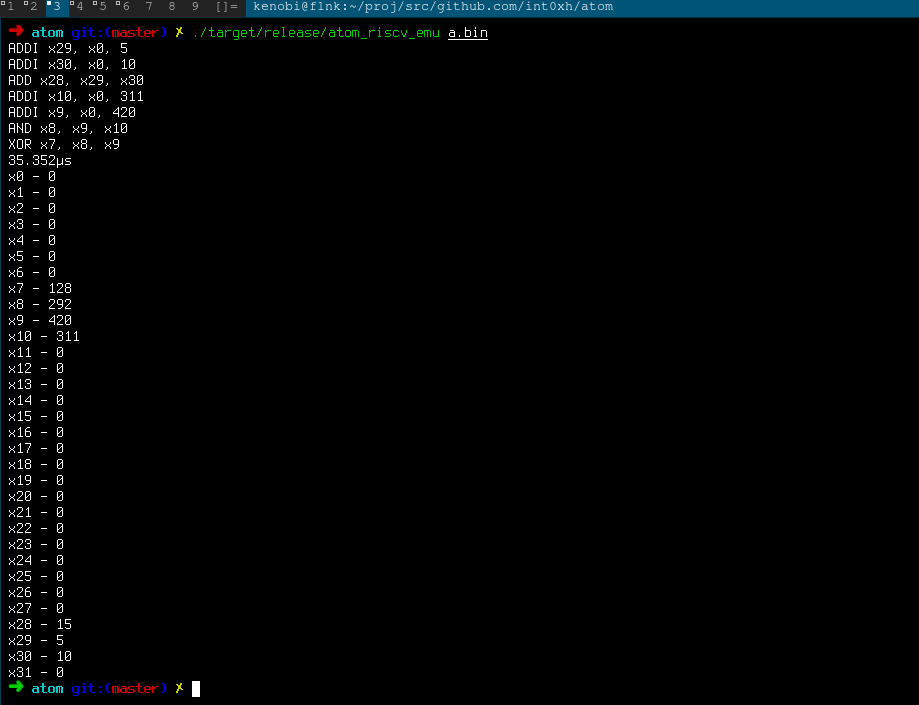 1 2 3 4 5 6 7 8 9 []= kenobi@f1nk:~/proj/src/github.com/int0xh/atom
➜ atom git:(master) ✗ ./target/release/atom_riscv_emu a.bin
ADDI x29, x0, 5
ADDI x30, x0, 10
ADD x28, x29, x30
ADDI x10, x0, 311
ADDI x9, x0, 420
AND x8, x9, x10
XOR x7, x8, x9
35.352µs
x0 - 0
x1 - 0
x2 - 0
x3 - 0
x4 - 0
x5 - 0
x6 - 0
x7 - 128
x8 - 292
x9 - 420
x10 - 311
x11 - 0
x12 - 0
x13 - 0
x14 - 0
x15 - 0
x16 - 0
x17 - 0
x18 - 0
x19 - 0
x20 - 0
x21 - 0
x22 - 0
x23 - 0
x24 - 0
x25 - 0
x26 - 0
x27 - 0
x28 - 15
x29 - 5
x30 - 10
x31 - 0
➜ atom git:(master) ✗